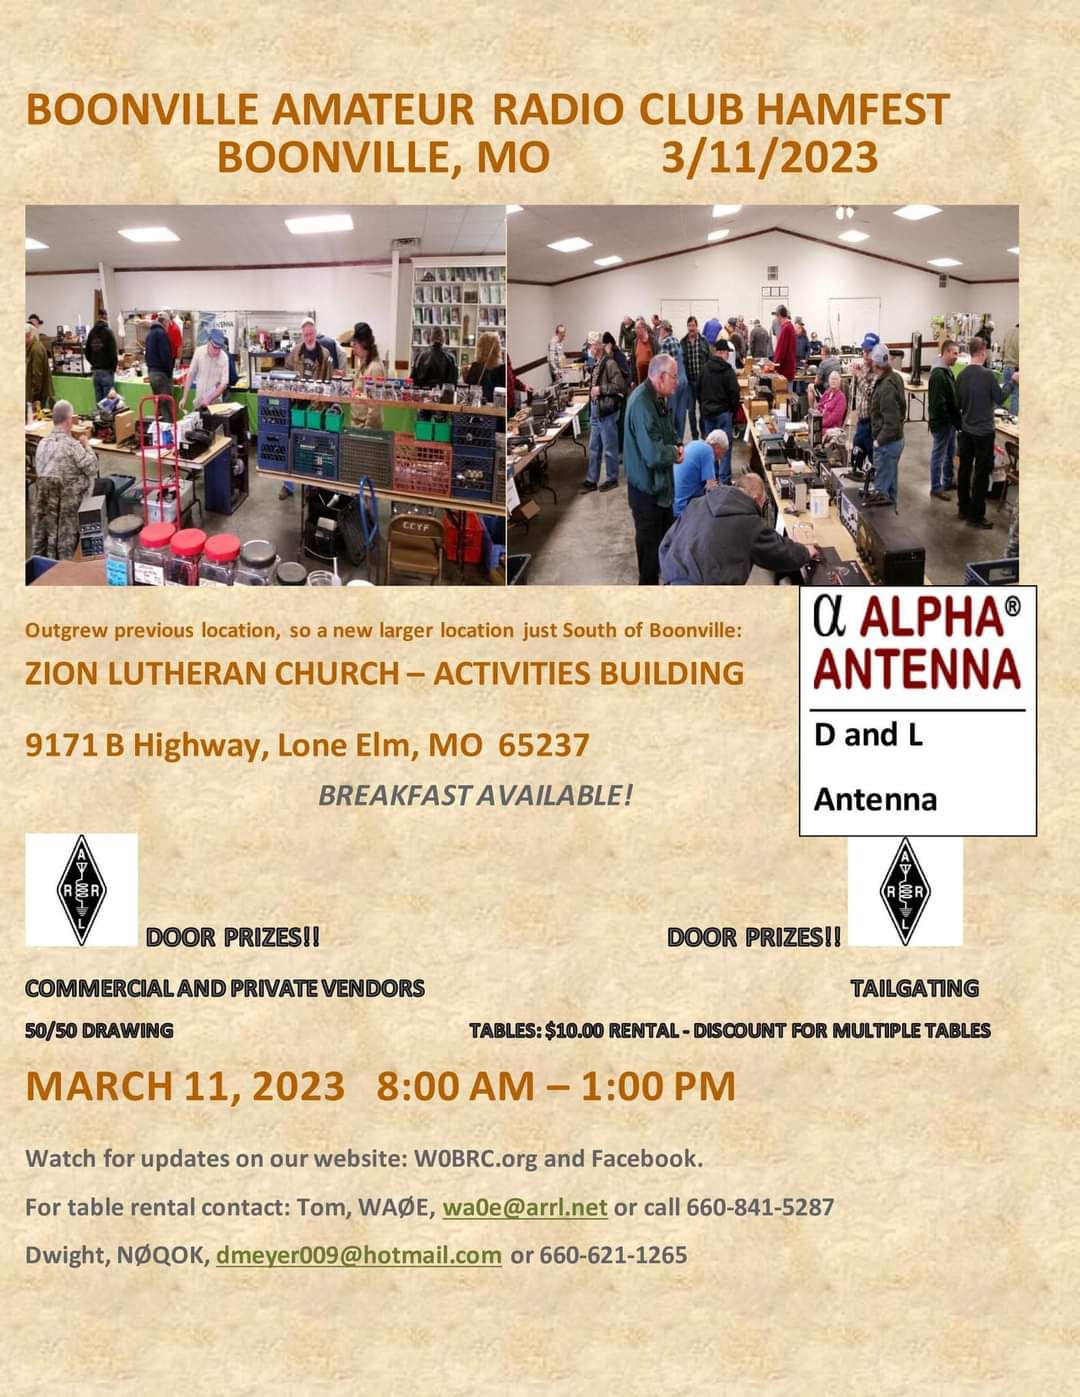 BOONVILLE AMATEUR RADIO CLUB HAMFEST
BOONVILLE, MO 3/11/2023
CCYF
Outgrew previous location, so a new larger location just South of Boonville:
ZION LUTHERAN CHURCH – ACTIVITIES BUILDING
9171 B Highway, Lone Elm, MO 65237
BREAKFAST AVAILABLE!
α ALPHA®
ANTENNA
D and L
Antenna
A
R R
L
DOOR PRIZES!!
DOOR PRIZES!!
A
R R
L
COMMERCIAL AND PRIVATE VENDORS
TAILGATING
50/50 DRAWING
TABLES: $10.00 RENTAL - DISCOUNT FOR MULTIPLE TABLES
MARCH 11, 2023 8:00 AM – 1:00 PM
Watch for updates on our website: W0BRC.org and Facebook.
For table rental contact: Tom, WAØE, wa0e@arrl.net or call 660-841-5287
Dwight, NØQOK, dmeyer009@hotmail.com or 660-621-1265